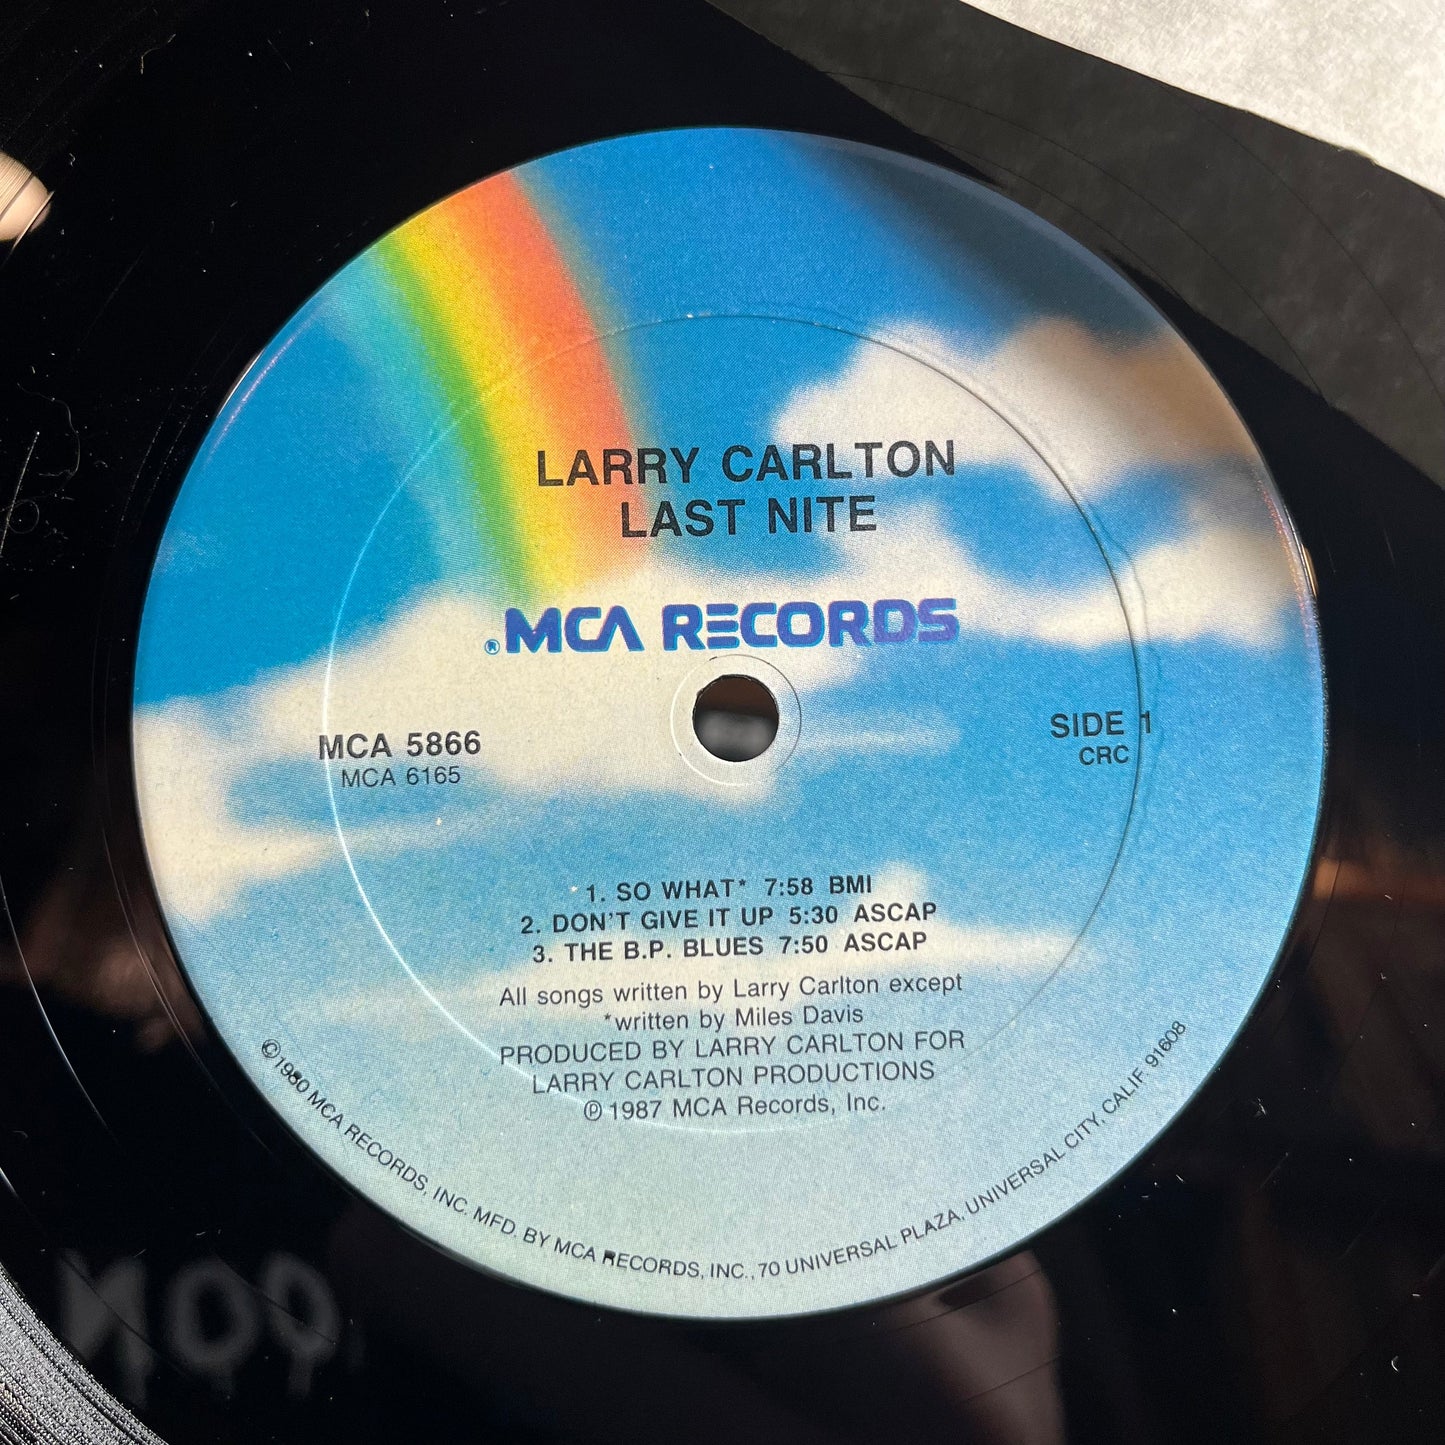 LARRY CARLTON
LAST NITE
® MCA RECORDS
MCA 5866
MCA 6165
SIDE 1
CRC
1. SO WHAT* 7:58 BMI
2. DON'T GIVE IT UP 5:30 ASCAP
3. THE B.P. BLUES 7:50 ASCAP
All songs written by Larry Carlton except
*written by Miles Davis
PRODUCED BY LARRY CARLTON FOR
LARRY CARLTON PRODUCTIONS
℗ 1987 MCA Records, Inc.
©1980 MCA RECORDS, INC. MFD. BY MCA RECORDS, INC., 70 UNIVERSAL PLAZA, UNIVERSAL CITY, CALIF 91608